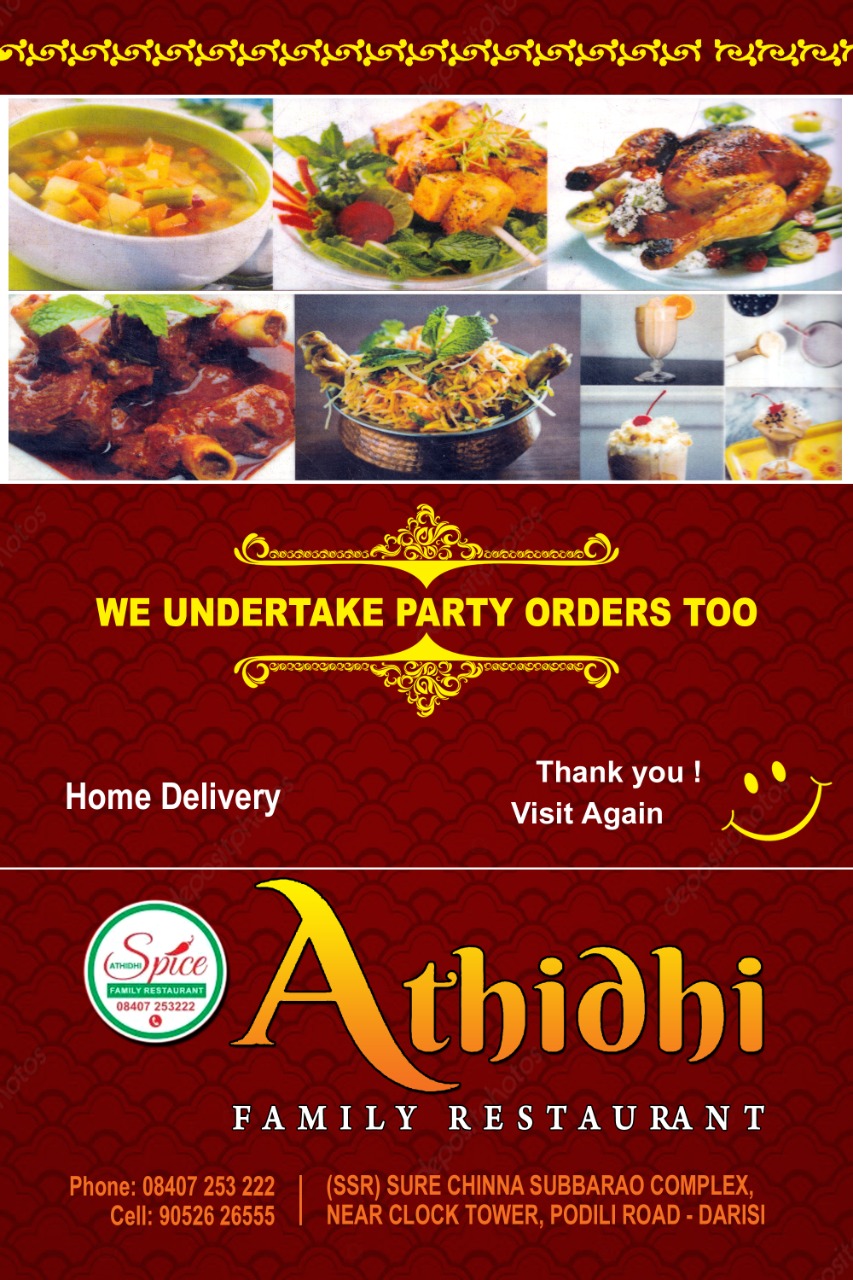 WE UNDERTAKE PARTY ORDERS TOO
Home Delivery
Thank you !
Visit Again
ATHIDHI Spice
FAMILY RESTAURANT
08407 253222
Athidhi
FAMILY RESTAURANT
Phone: 08407 253 222
Cell: 90526 26555
(SSR) SURE CHINNA SUBBARAO COMPLEX,
NEAR CLOCK TOWER, PODILI ROAD - DARISI
depositphotos